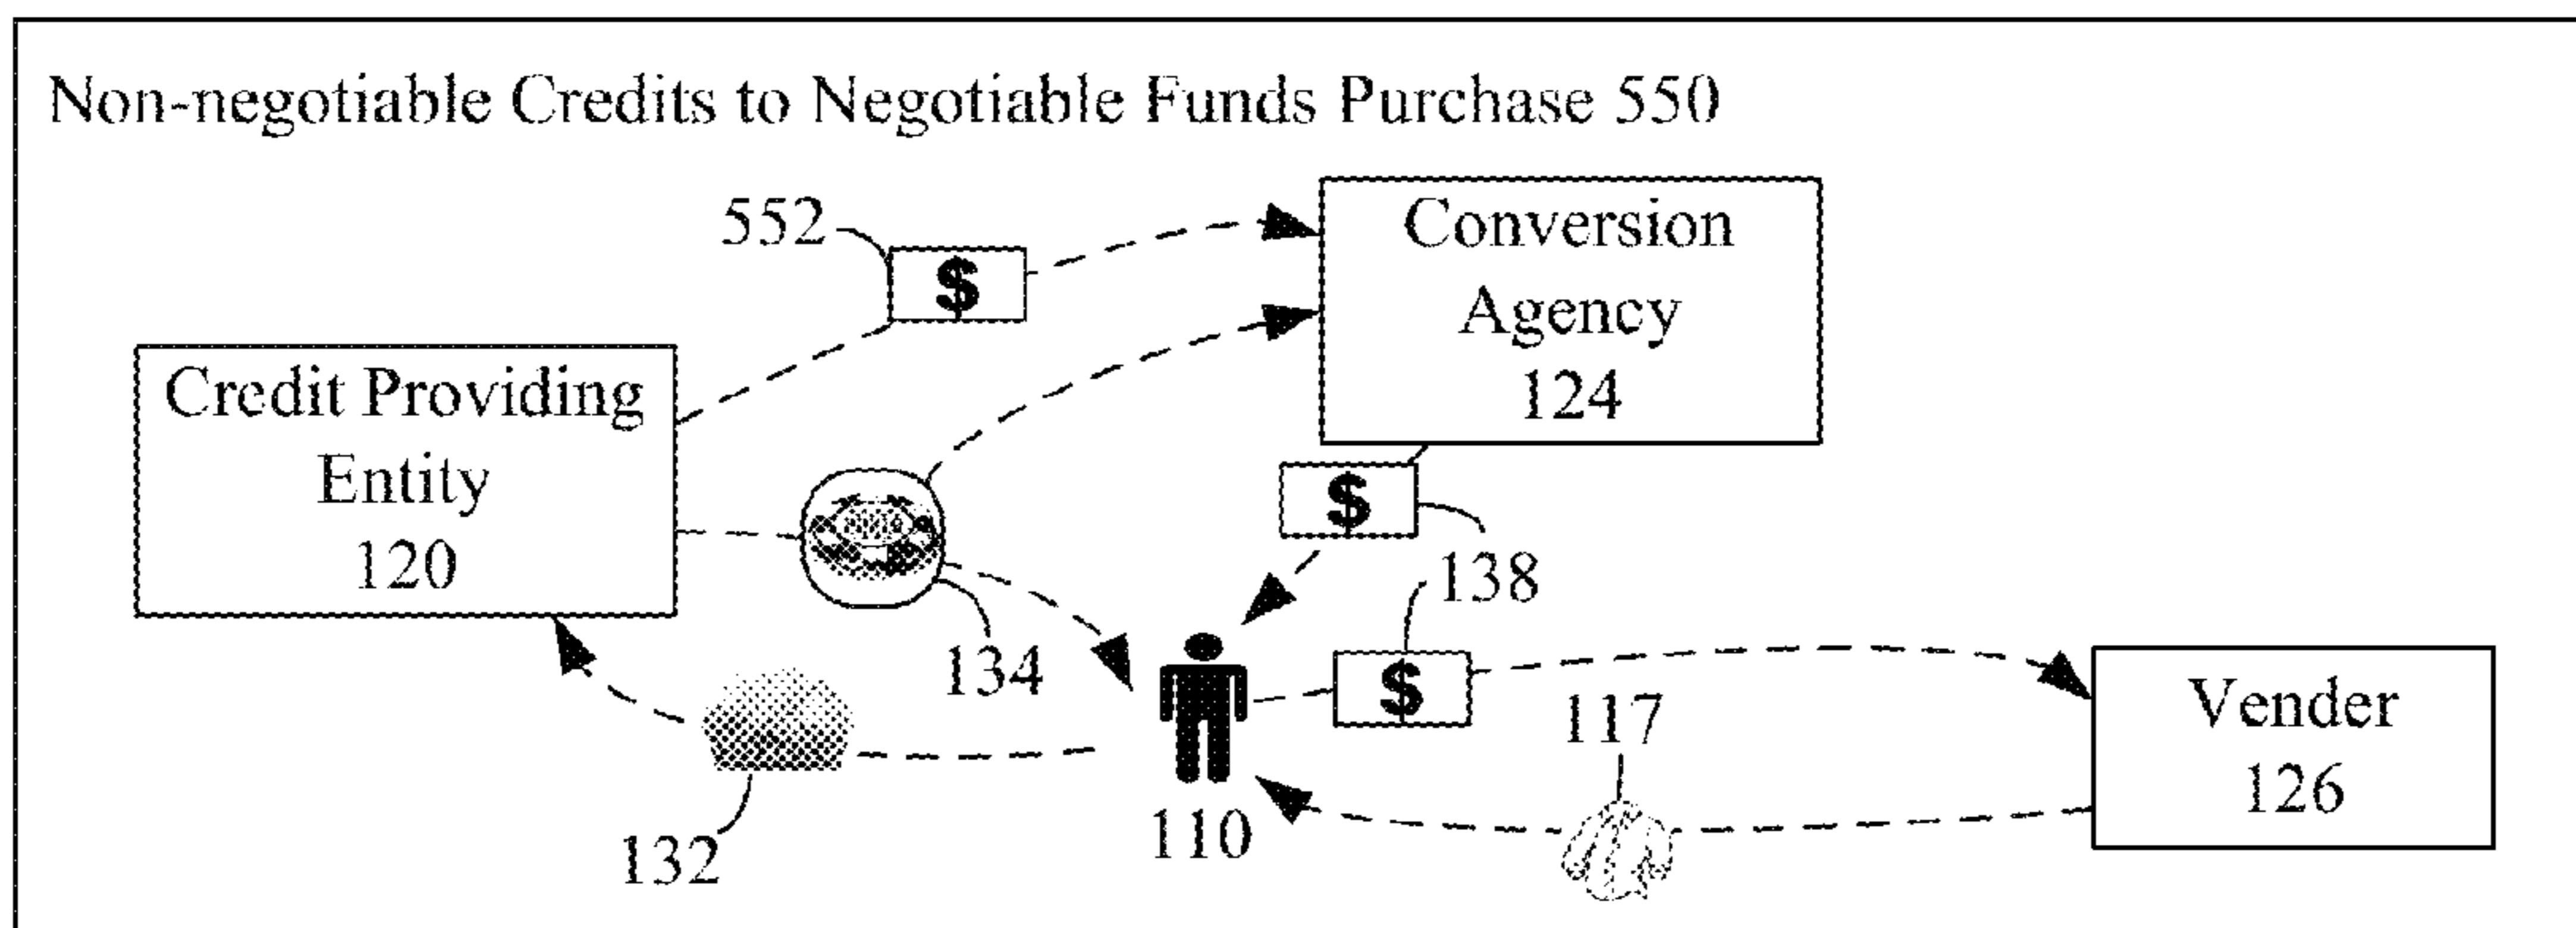 Non-negotiable Credits to Negotiable Funds Purchase 550
552
$
Conversion
Agency
124
Credit Providing
Entity
120
$
138
134
$
117
Vender
126
132
110